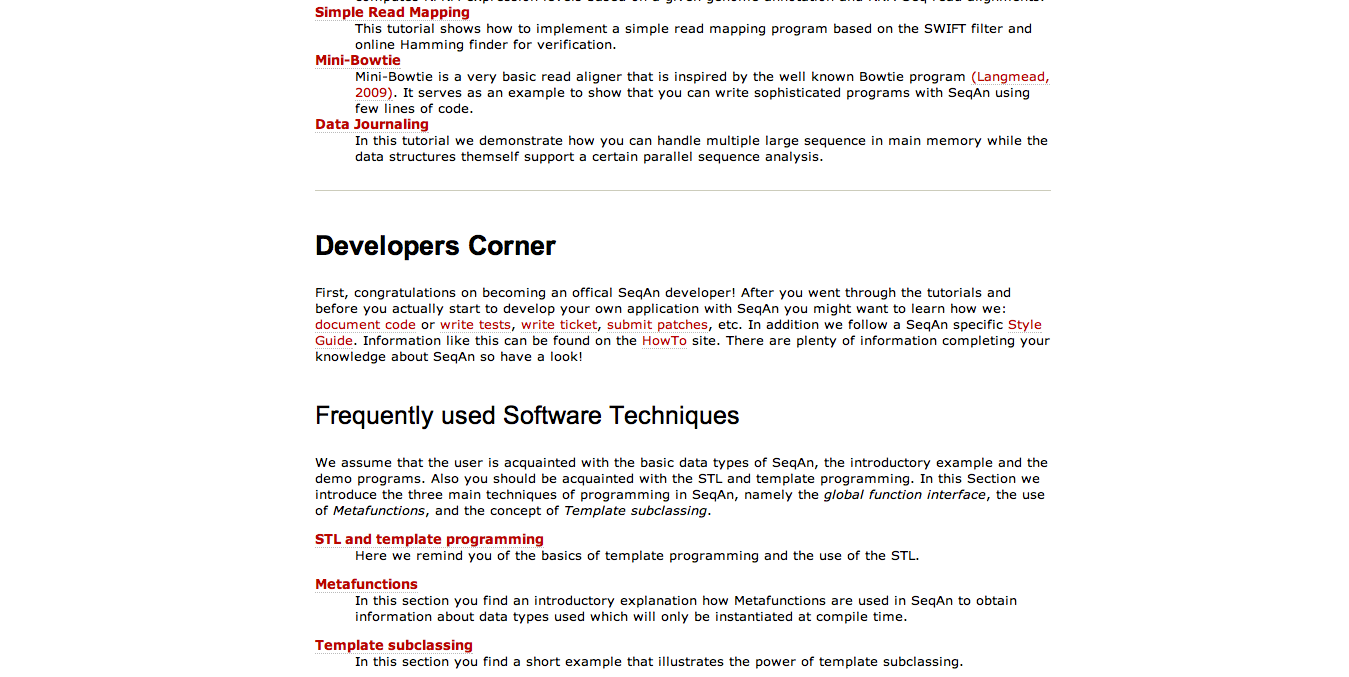 Simple Read Mapping
This tutorial shows how to implement a simple read mapping program based on the SWIFT filter and
online Hamming finder for verification.
Mini-Bowtie
Mini-Bowtie is a very basic read aligner that is inspired by the well known Bowtie program (Langmead,
2009). It serves as an example to show that you can write sophisticated programs with SeqAn using
few lines of code.
Data Journaling
In this tutorial we demonstrate how you can handle multiple large sequence in main memory while the
data structures themself support a certain parallel sequence analysis.
Developers Corner
First, congratulations on becoming an offical SeqAn developer! After you went through the tutorials and
before you actually start to develop your own application with SeqAn you might want to learn how we:
document code or write tests, write ticket, submit patches, etc. In addition we follow a SeqAn specific Style
Guide. Information like this can be found on the HowTo site. There are plenty of information completing your
knowledge about SeqAn so have a look!
Frequently used Software Techniques
We assume that the user is acquainted with the basic data types of SeqAn, the introductory example and the
demo programs. Also you should be acquainted with the STL and template programming. In this Section we
introduce the three main techniques of programming in SeqAn, namely the global function interface, the use
of Metafunctions, and the concept of Template subclassing.
STL and template programming
Here we remind you of the basics of template programming and the use of the STL.
Metafunctions
In this section you find an introductory explanation how Metafunctions are used in SeqAn to obtain
information about data types used which will only be instantiated at compile time.
Template subclassing
In this section you find a short example that illustrates the power of template subclassing.